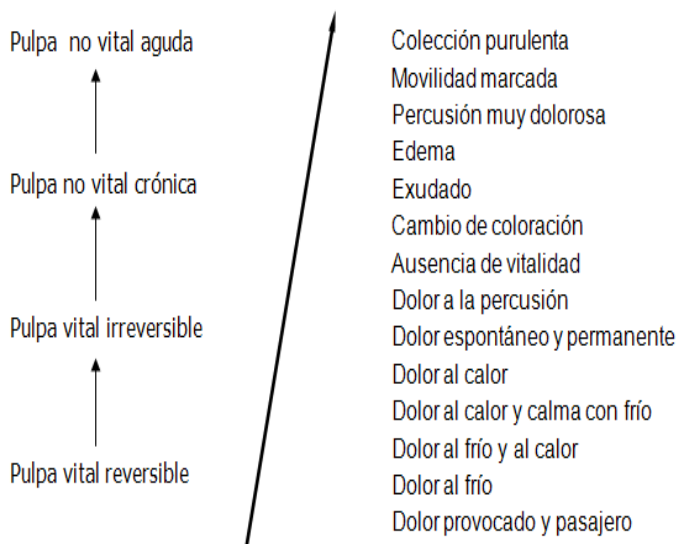 Pulpa no vital aguda
Pulpa no vital crónica
Pulpa vital irreversible
Pulpa vital reversible
Colección purulenta
Movilidad marcada
Percusión muy dolorosa
Edema
Exudado
Cambio de coloración
Ausencia de vitalidad
Dolor a la percusión
Dolor espontáneo y permanente
Dolor al calor
Dolor al calor y calma con frío
Dolor al frío y al calor
Dolor al frío
Dolor provocado y pasajero